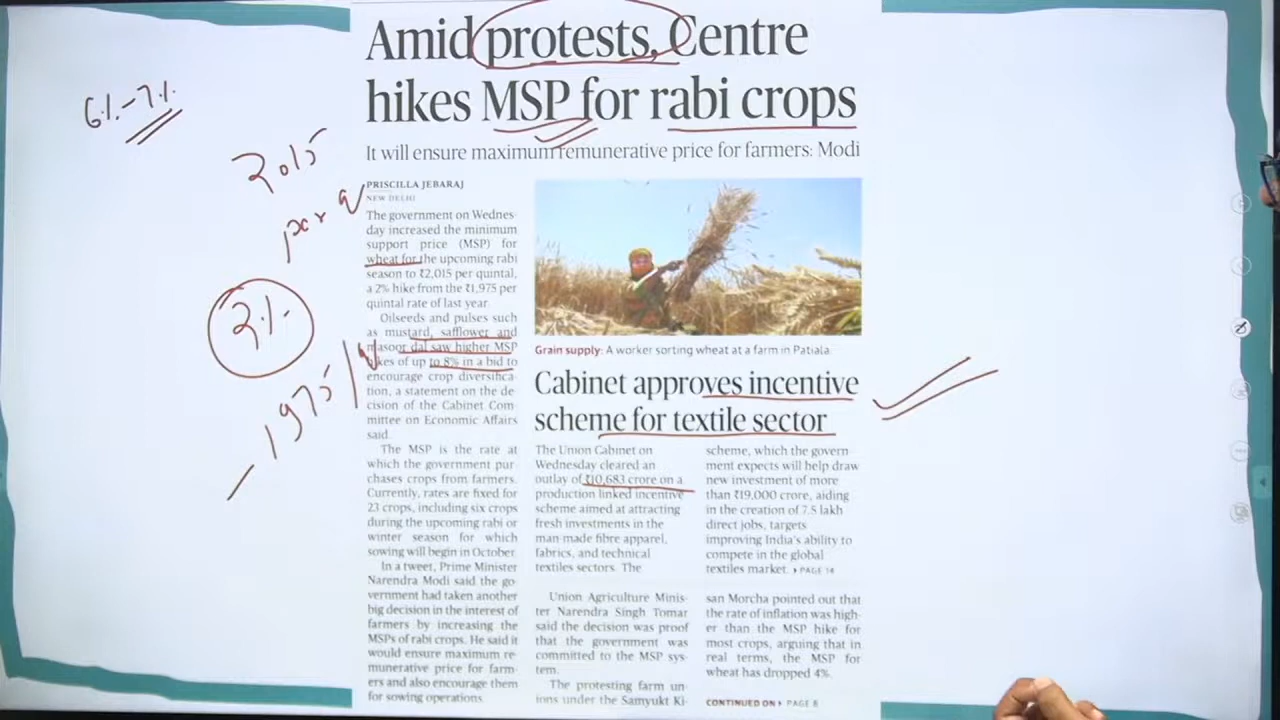 Amid protests, Centre
hikes MSP for rabi crops
It will ensure maximum remunerative price for farmers: Modi
6%-7%
2015
per q
2%
1975/q
PRISCILLA JEBARAJ
NEW DELHI
The government on Wednes-
day increased the minimum
support price (MSP) for
wheat for the upcoming rabi
season to ₹2,015 per quintal,
a 2% hike from the ₹1,975 per
quintal rate of last year.
Oilseeds and pulses such
as mustard, safflower and
masoor dal saw higher MSP
hikes of up to 8% in a bid to
encourage crop diversifica-
tion, a statement on the de-
cision of the Cabinet Com-
mittee on Economic Affairs
said.
The MSP is the rate at
which the government pur-
chases crops from farmers.
Currently, rates are fixed for
23 crops, including six crops
during the upcoming rabi or
winter season for which
sowing will begin in October.
In a tweet, Prime Minister
Narendra Modi said the go-
vernment had taken another
big decision in the interest of
farmers by increasing the
MSPs of rabi crops. He said it
would ensure maximum re-
munerative price for farm-
ers and also encourage them
for sowing operations.
Grain supply: A worker sorting wheat at a farm in Patiala.
Cabinet approves incentive
scheme for textile sector
The Union Cabinet on
Wednesday cleared an
outlay of ₹10,683 crore on a
production linked incentive
scheme aimed at attracting
fresh investments in the
man-made fibre apparel,
fabrics, and technical
textiles sectors. The
scheme, which the govern-
ment expects will help draw
new investment of more
than ₹19,000 crore, aiding
in the creation of 7.5 lakh
direct jobs, targets
improving India's ability to
compete in the global
textiles market. ▸ PAGE 14
Union Agriculture Minis-
ter Narendra Singh Tomar
said the decision was proof
that the government was
committed to the MSP sys-
tem.
The protesting farm un-
ions under the Samyukt Ki-
san Morcha pointed out that
the rate of inflation was high-
er than the MSP hike for
most crops, arguing that in
real terms, the MSP for
wheat has dropped 4%.
CONTINUED ON ▸ PAGE 8